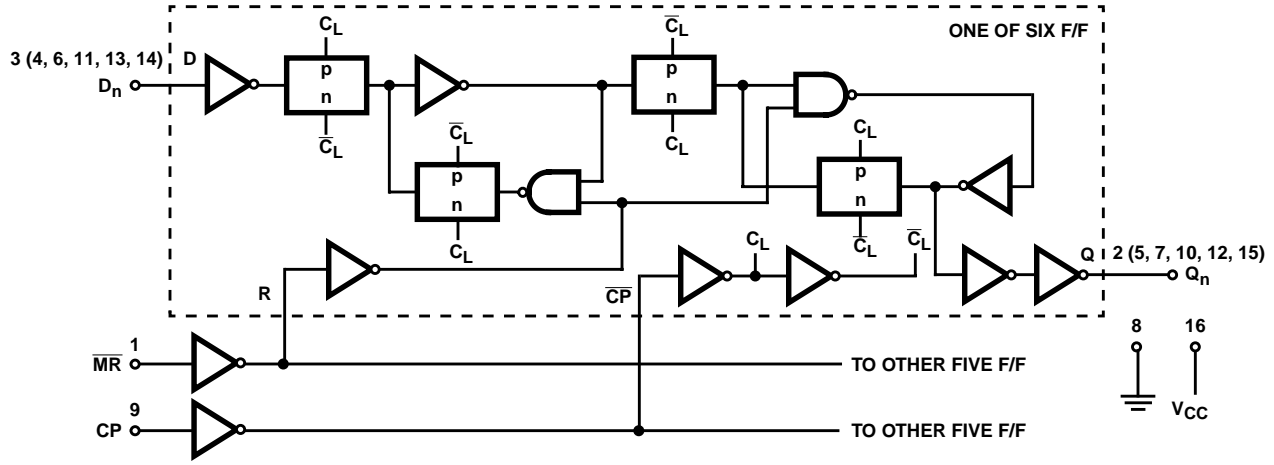 C̅L̅
CL
ONE OF SIX F/F
3 (4, 6, 11, 13, 14)
D
Dn
p
n
p
n
C̅L
CL
C̅L
CL
p
n
p
n
CL
C̅L
CL
C̅L
R
C̅P̅
Q
2 (5, 7, 10, 12, 15)
Qn
1
M̅R̅
TO OTHER FIVE F/F
9
CP
TO OTHER FIVE F/F
8
16
VCC